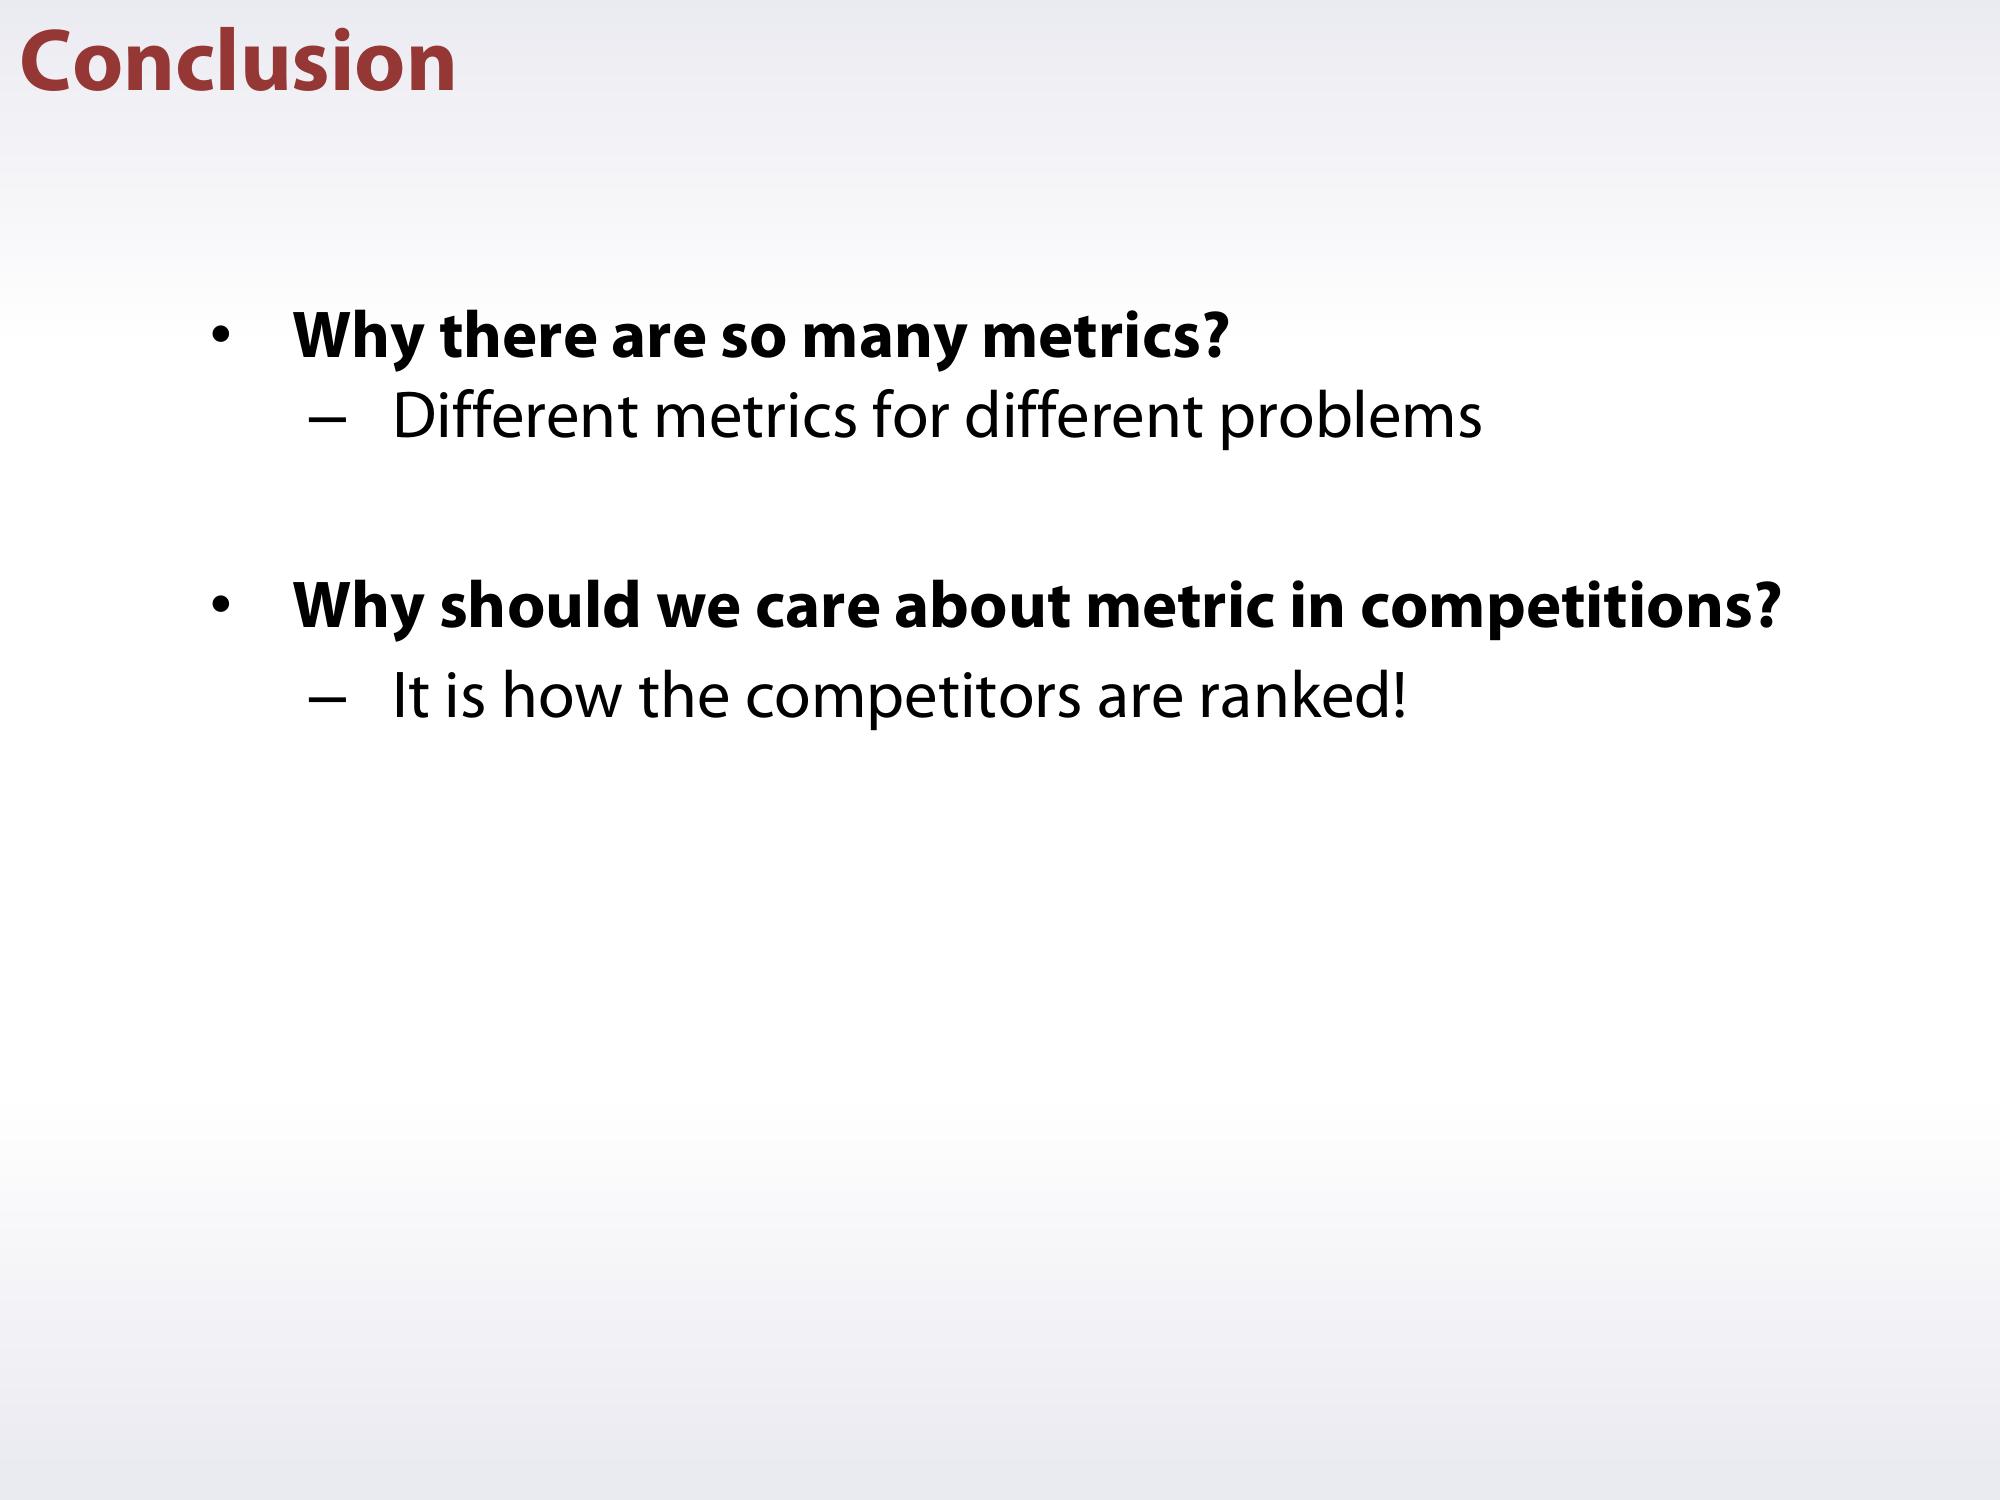 Conclusion
• Why there are so many metrics?
– Different metrics for different problems
• Why should we care about metric in competitions?
– It is how the competitors are ranked!